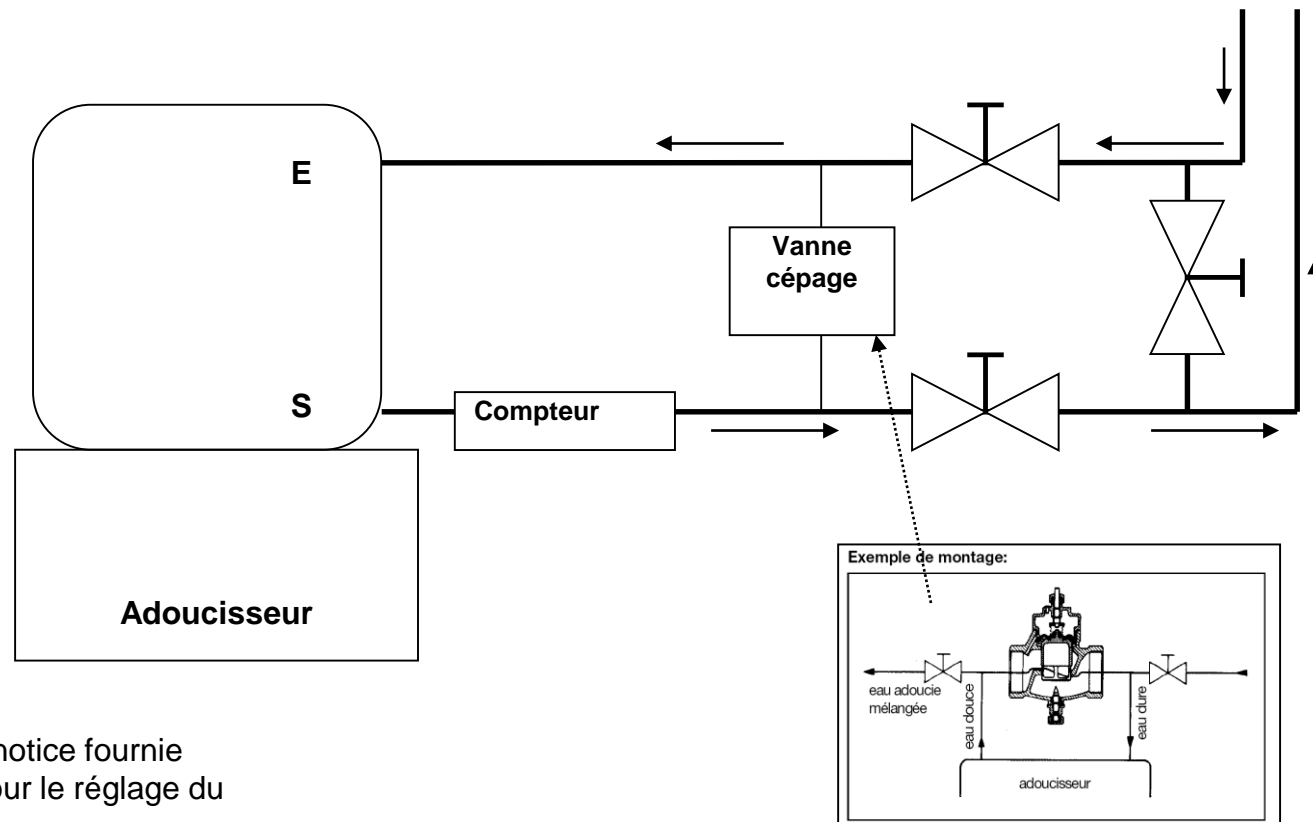 E
Vanne
cépage
S
Compteur
Adoucisseur
Exemple de montage:
eau adoucie
mélangée
eau douce
eau dure
adoucisseur
notice fournie
our le réglage du